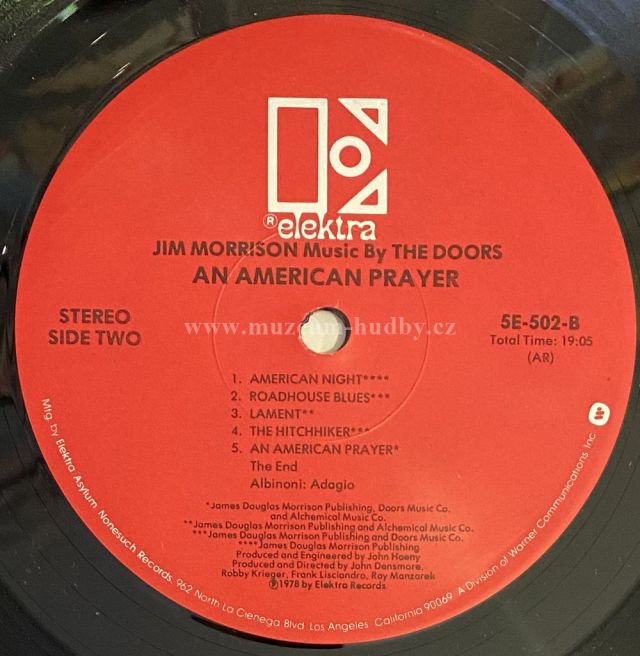 ® elektra
JIM MORRISON Music By THE DOORS
AN AMERICAN PRAYER
STEREO
SIDE TWO
5E-502-B
Total Time: 19:05
(AR)
www.muzeum-hudby.cz
1. AMERICAN NIGHT****
2. ROADHOUSE BLUES***
3. LAMENT**
4. THE HITCHHIKER***
5. AN AMERICAN PRAYER*
The End
Albinoni: Adagio
*James Douglas Morrison Publishing, Doors Music Co.
and Alchemical Music Co.
**James Douglas Morrison Publishing and Alchemical Music Co.
***James Douglas Morrison Publishing and Doors Music Co.
****James Douglas Morrison Publishing
Produced and Engineered by John Haeny
Produced and Directed by John Densmore,
Robby Krieger, Frank Lisciandro, Ray Manzarek
℗1978 by Elektra Records.
Mfg. by Elektra Asylum Nonesuch Records, 962 North La Cienega Blvd. Los Angeles California 90069 A Division of Warner Communications Inc.